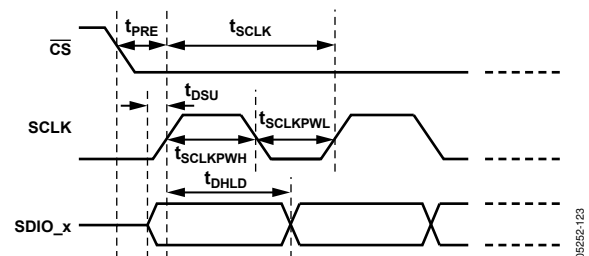 tPRE
tSCLK
CS
tDSU
SCLK
tSCLKPWL
tSCLKPWH
tDHLD
SDIO_x
05252-123